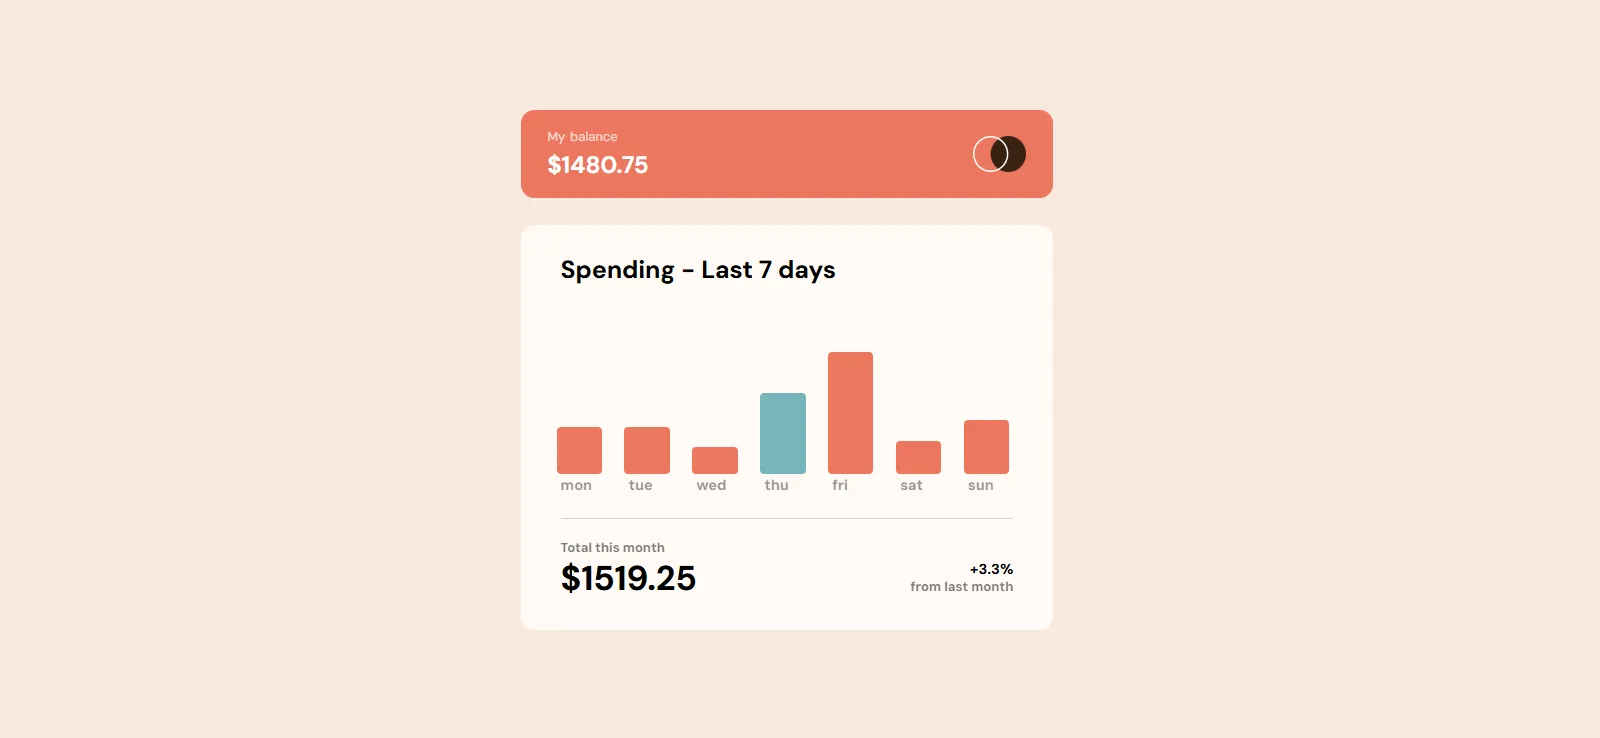 My balance
$1480.75
Spending - Last 7 days
mon tue wed thu fri sat sun
Total this month
$1519.25
+3.3%
from last month